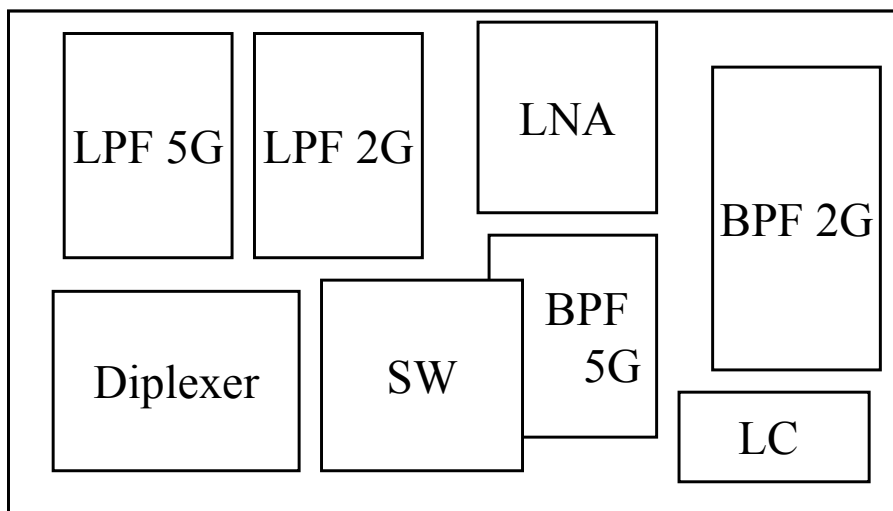 LPF 5G
LPF 2G
LNA
BPF 2G
Diplexer
SW
BPF
5G
LC